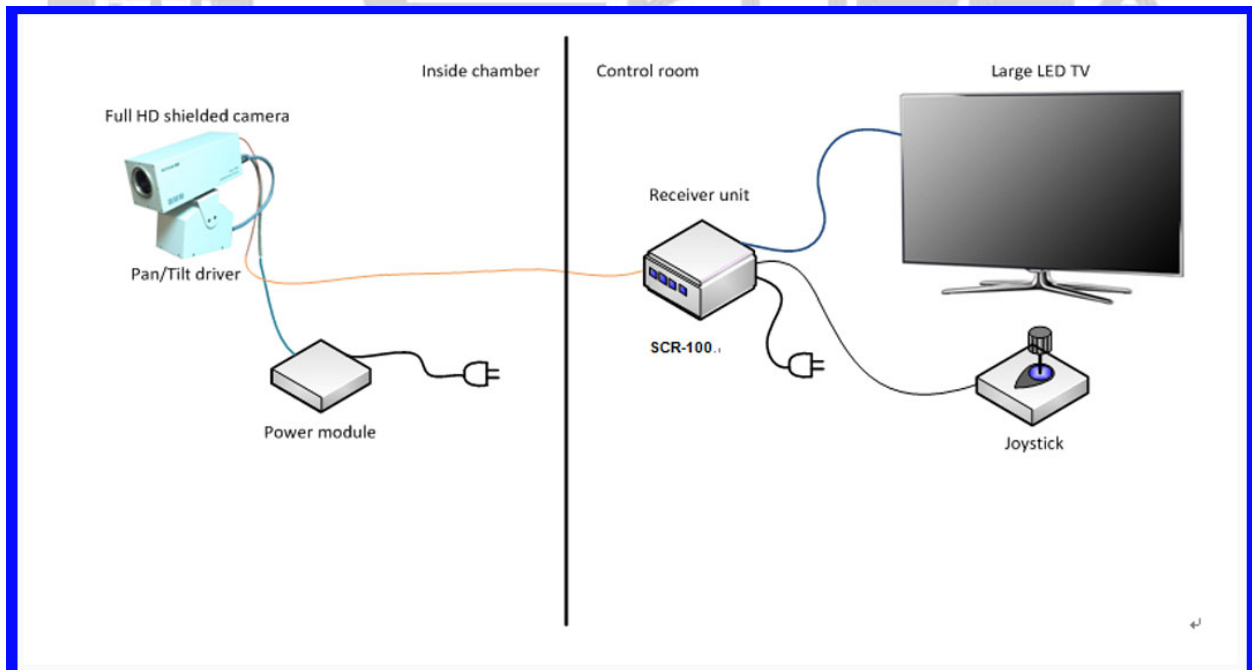 Inside chamber
Control room
Large LED TV
Full HD shielded camera
Receiver unit
Pan/Tilt driver
SCR-100
Power module
Joystick